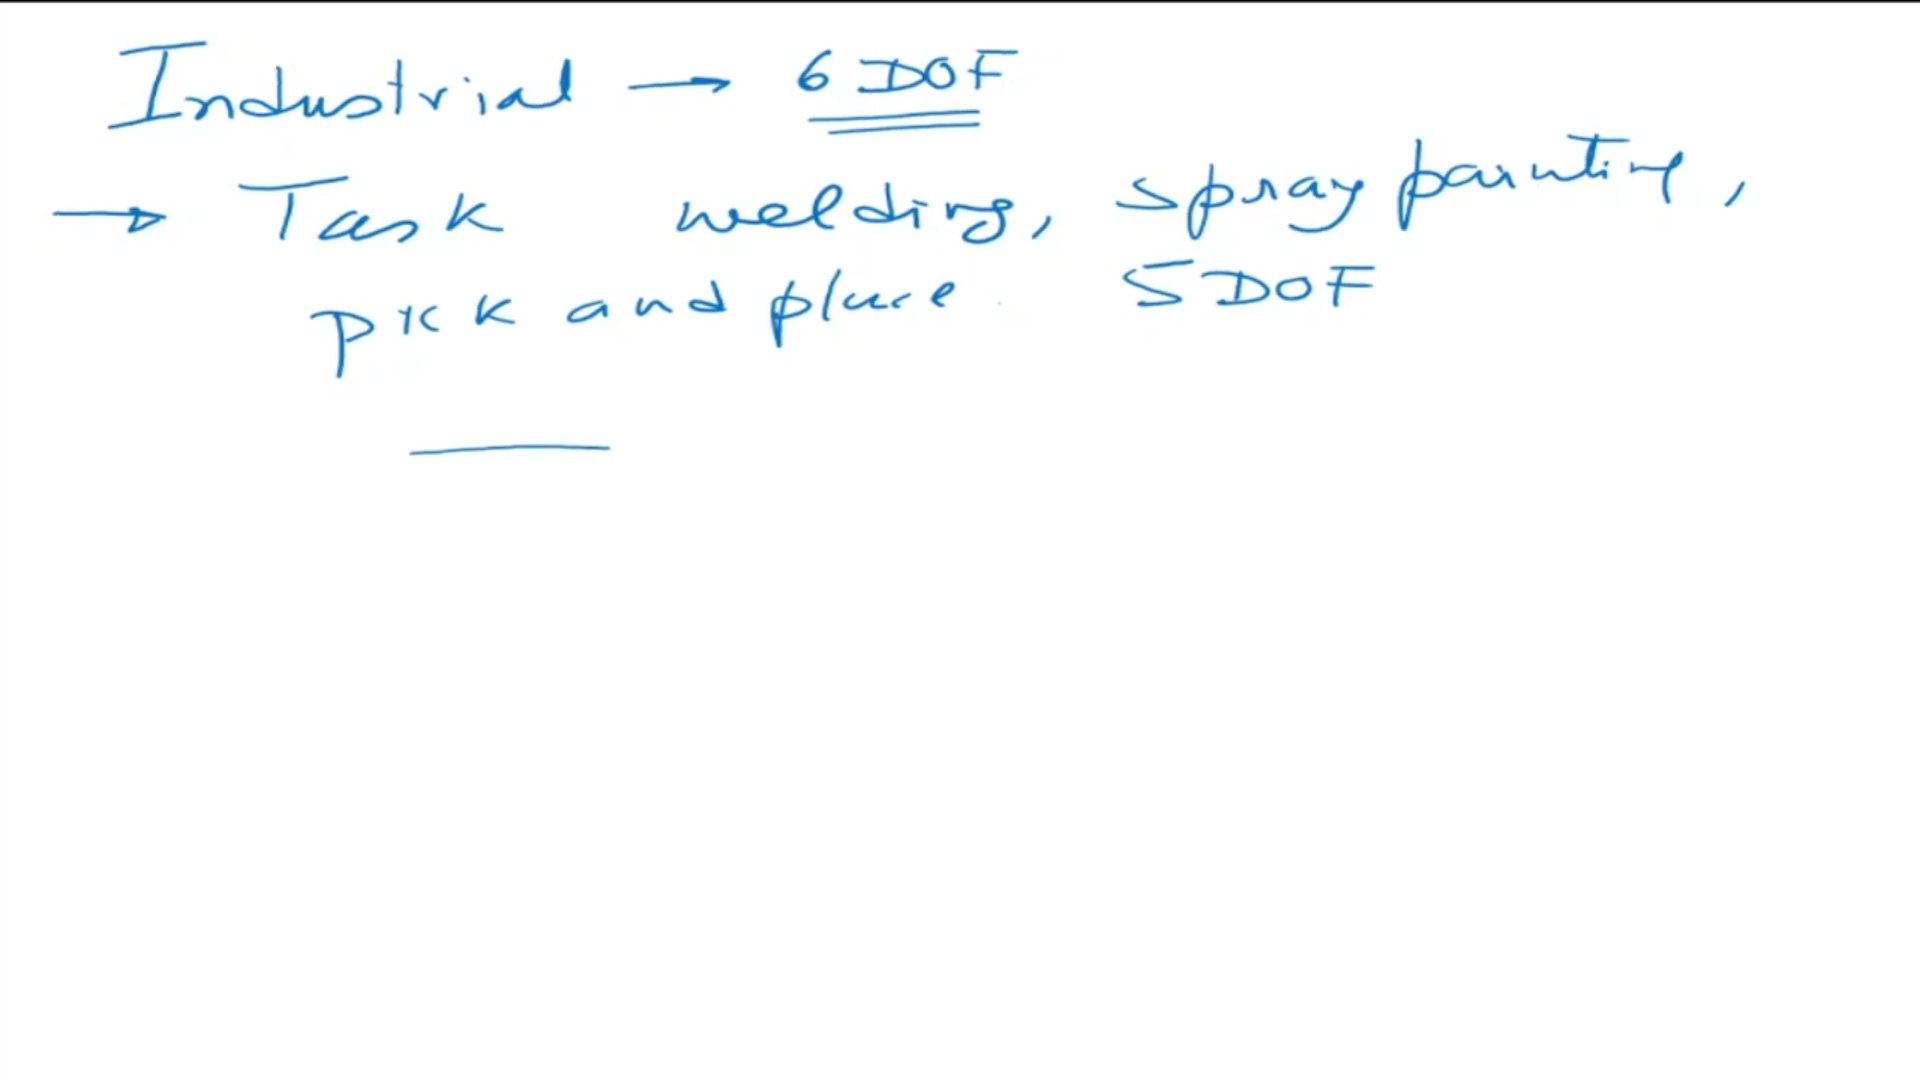 Industrial → 6 DOF
→ Task welding, spray painting,
pick and place. 5 DOF